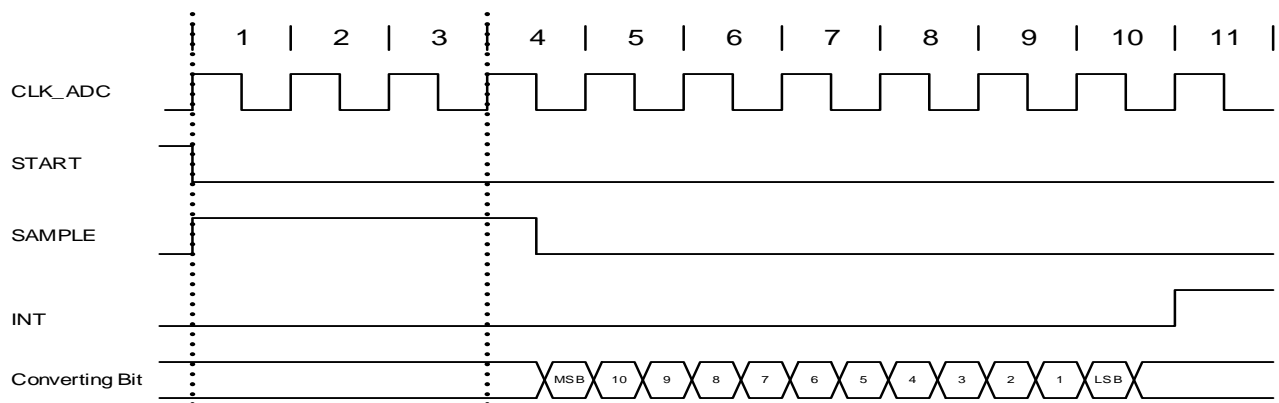 1 | 2 | 3 4 | 5 | 6 | 7 | 8 | 9 | 10 | 11 |
CLK_ADC
START
SAMPLE
INT
Converting Bit MSB 10 9 8 7 6 5 4 3 2 1 LSB